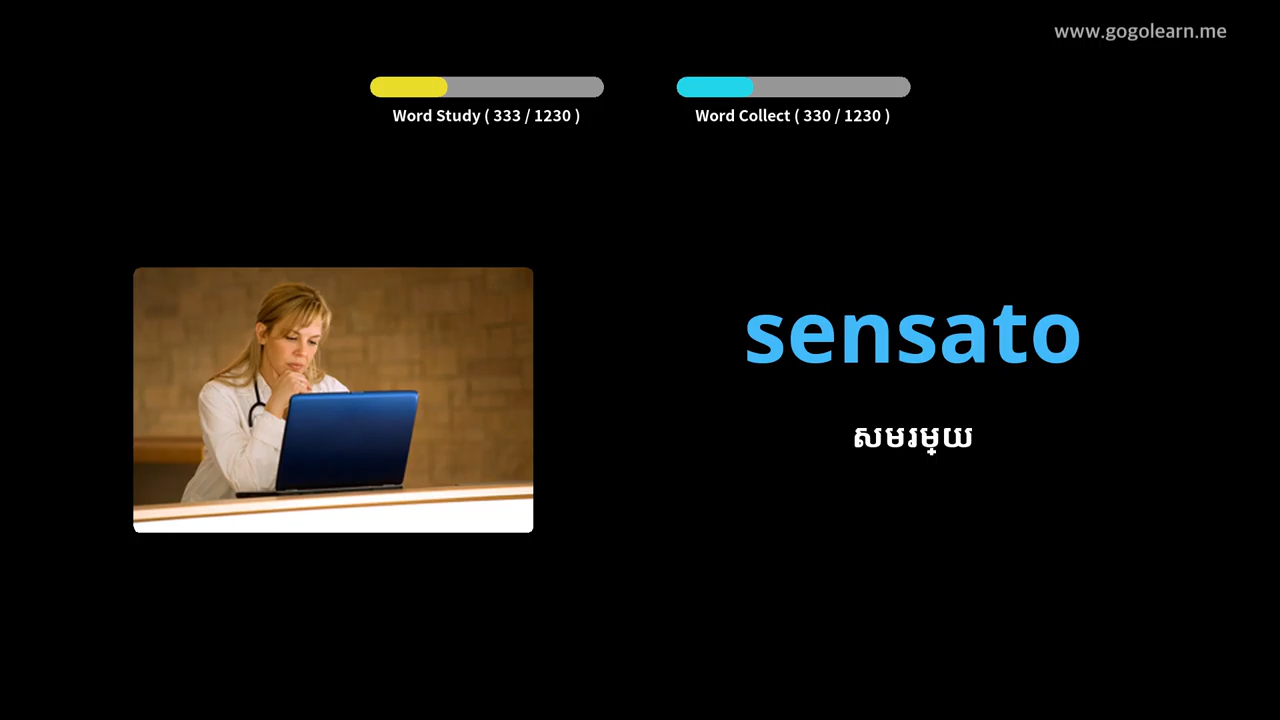 www.gogolearn.me
Word Study ( 333 / 1230 )
Word Collect ( 330 / 1230 )
sensato
សមរម្យ